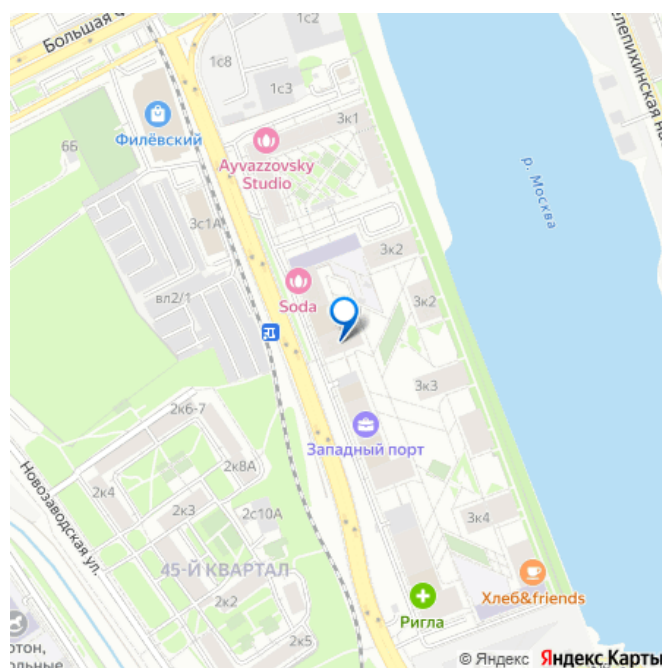 1с2
Большая Ф
1с8
1с3
3к1
6Б
Филёвский
Ayvazzovsky
Studio
р. Москва
3с1А
3к2
вл2/1
Soda
3к2
3к3
2к6-7
Западный порт
2к4
2к8А
2к3
2с10А
3к4
Новозаводская ул.
45-Й КВАРТАЛ
2к2
Хлеб&friends
Ригла
2к5
© Яндекс Яндекс Карты